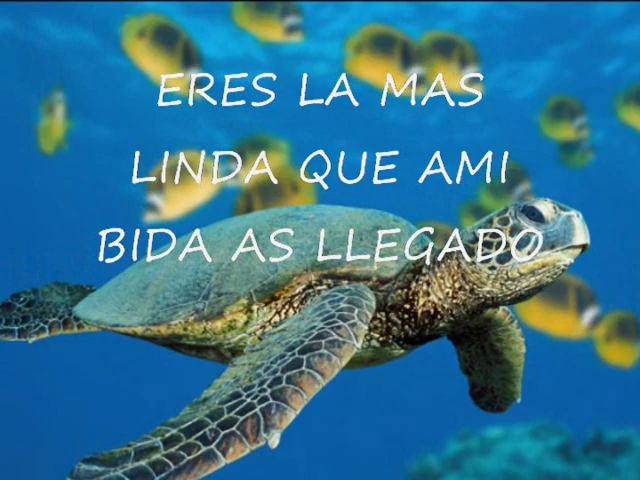 ERES LA MAS
LINDA QUE AMI
BIDA AS LLEGADO